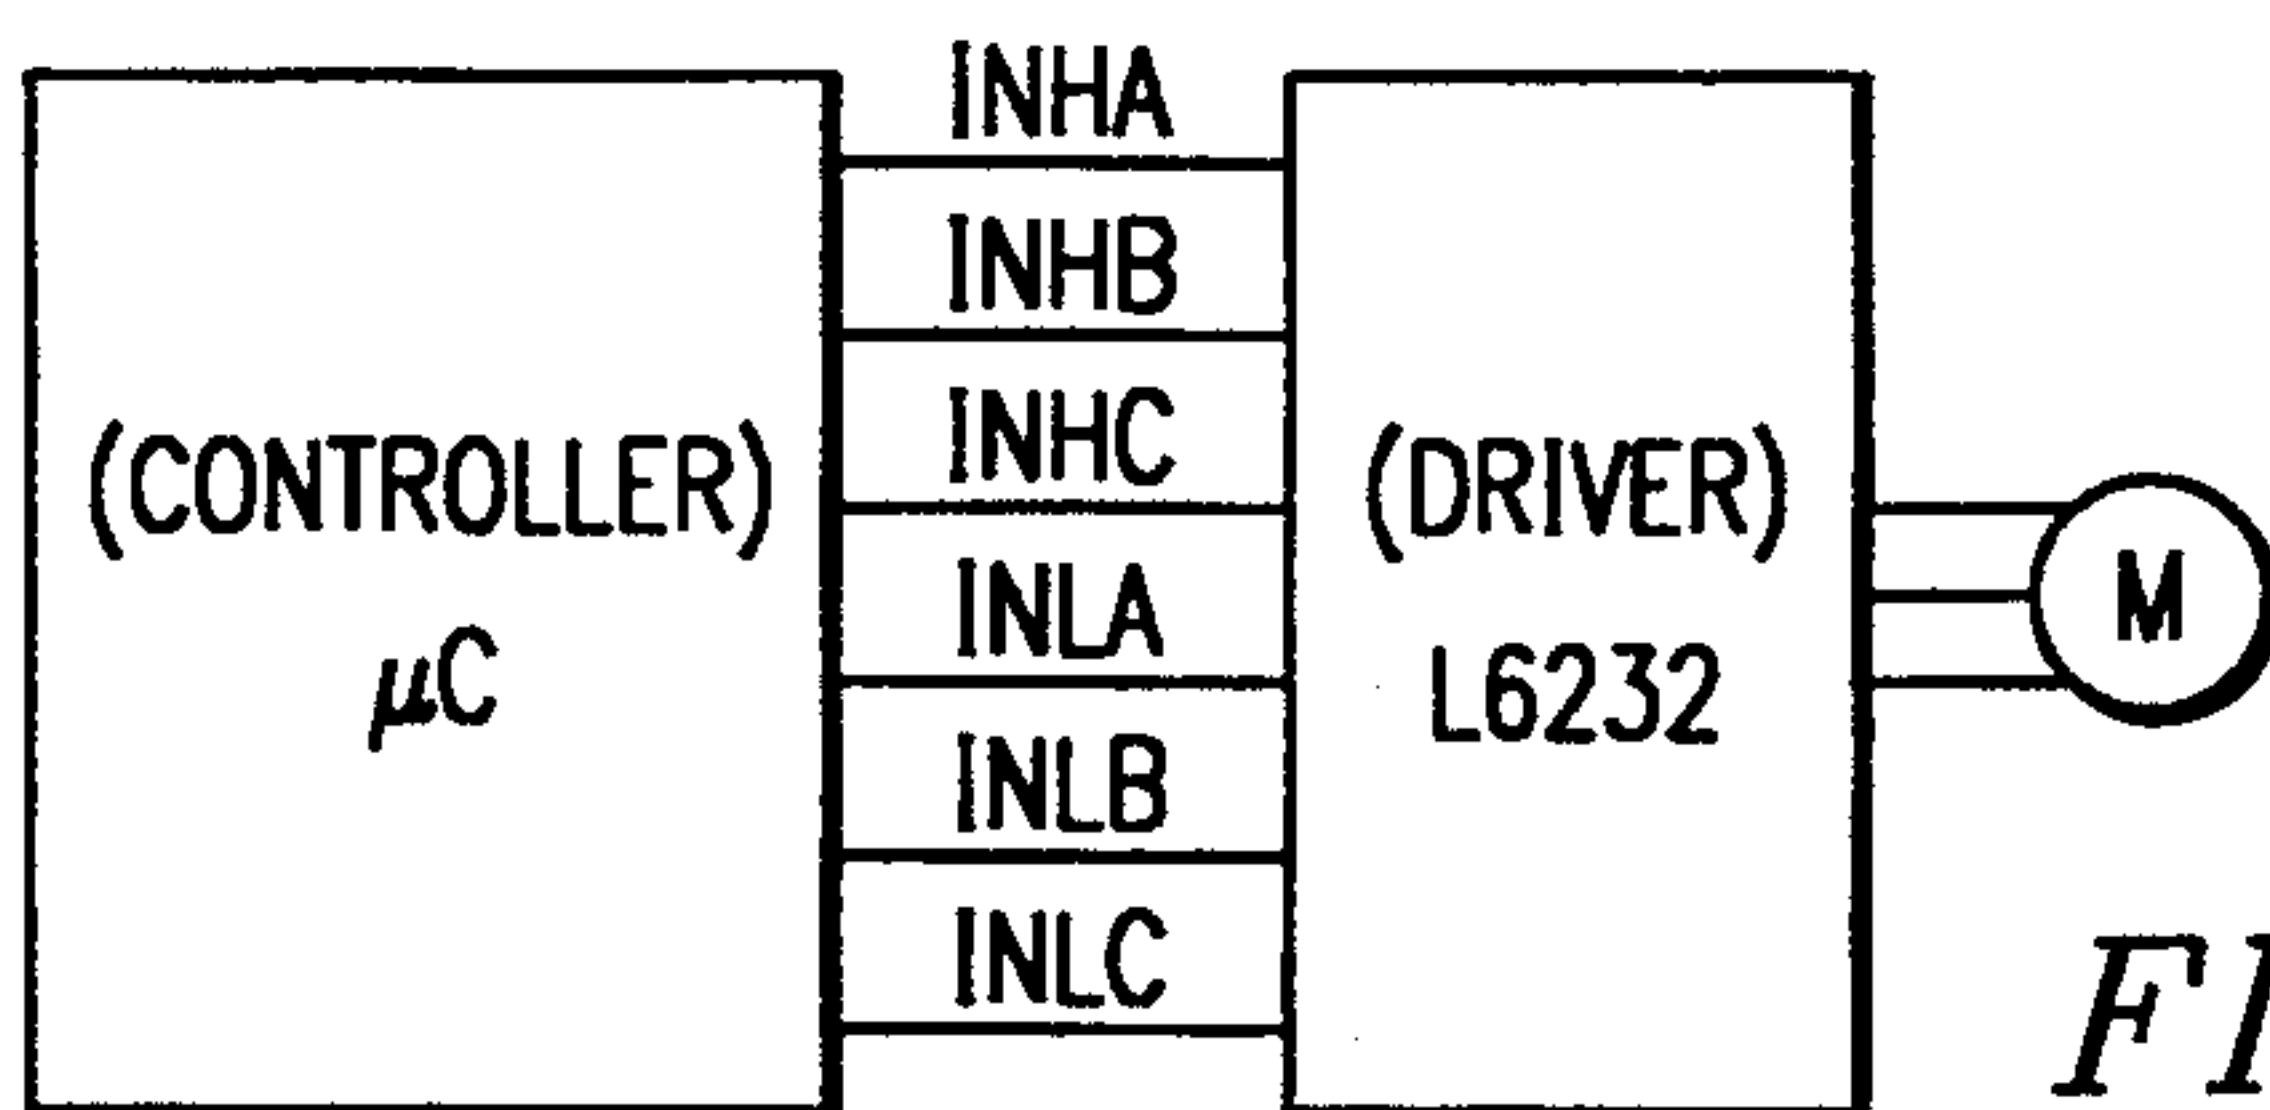 INHA
INHB
INHC
(CONTROLLER)
(DRIVER)
INLA
M
µC
L6232
INLB
INLC